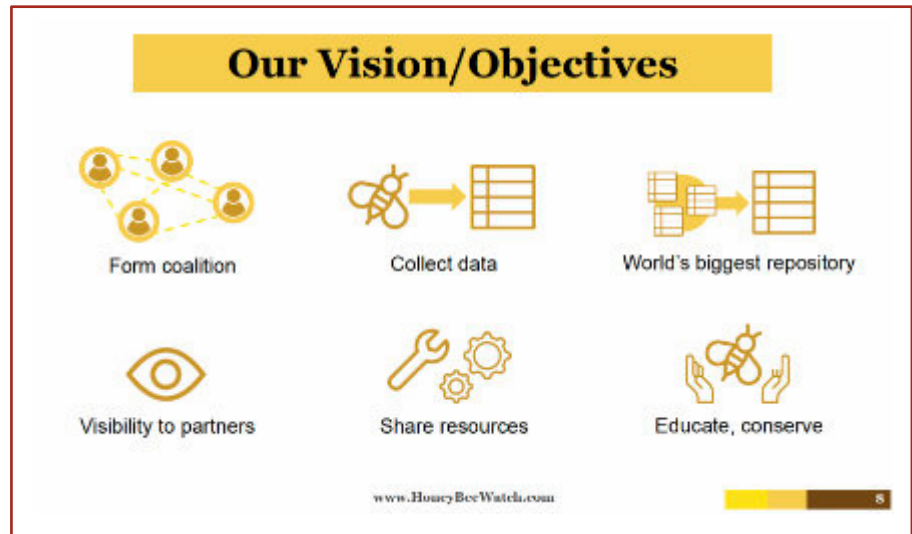 Our Vision/Objectives
Form coalition
Collect data
World's biggest repository
Visibility to partners
Share resources
Educate, conserve
www.HoneyBeeWatch.com
8